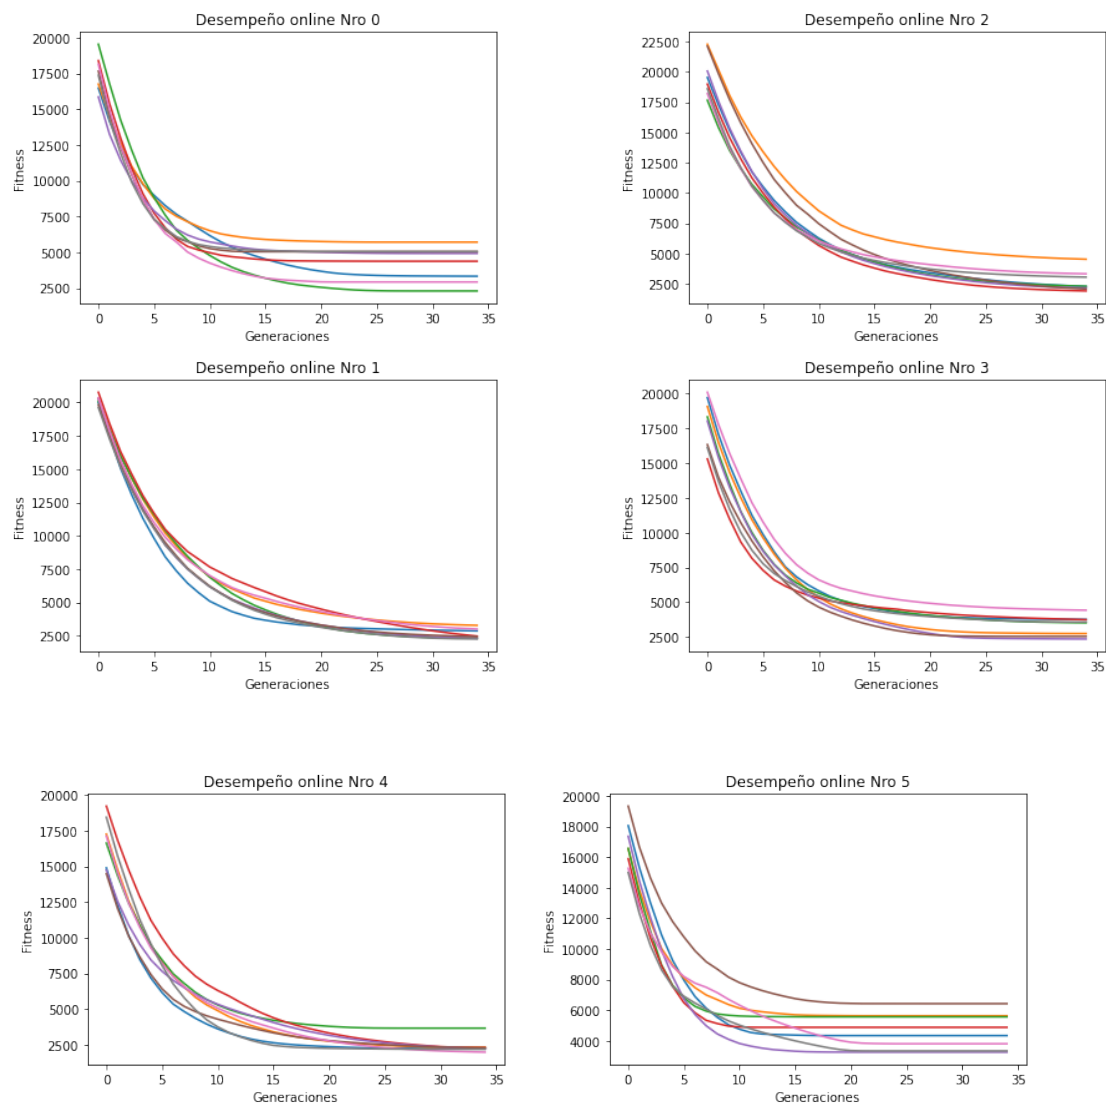 Desempeño online Nro 0
20000
17500
15000
12500
10000
7500
5000
2500
Fitness
0 5 10 15 20 25 30 35
Generaciones
Desempeño online Nro 2
22500
20000
17500
15000
12500
10000
7500
5000
2500
Fitness
0 5 10 15 20 25 30 35
Generaciones
Desempeño online Nro 1
20000
17500
15000
12500
10000
7500
5000
2500
Fitness
0 5 10 15 20 25 30 35
Generaciones
Desempeño online Nro 3
20000
17500
15000
12500
10000
7500
5000
2500
Fitness
0 5 10 15 20 25 30 35
Generaciones
Desempeño online Nro 4
20000
17500
15000
12500
10000
7500
5000
2500
Fitness
0 5 10 15 20 25 30 35
Generaciones
Desempeño online Nro 5
20000
18000
16000
14000
12000
10000
8000
6000
4000
Fitness
0 5 10 15 20 25 30 35
Generaciones